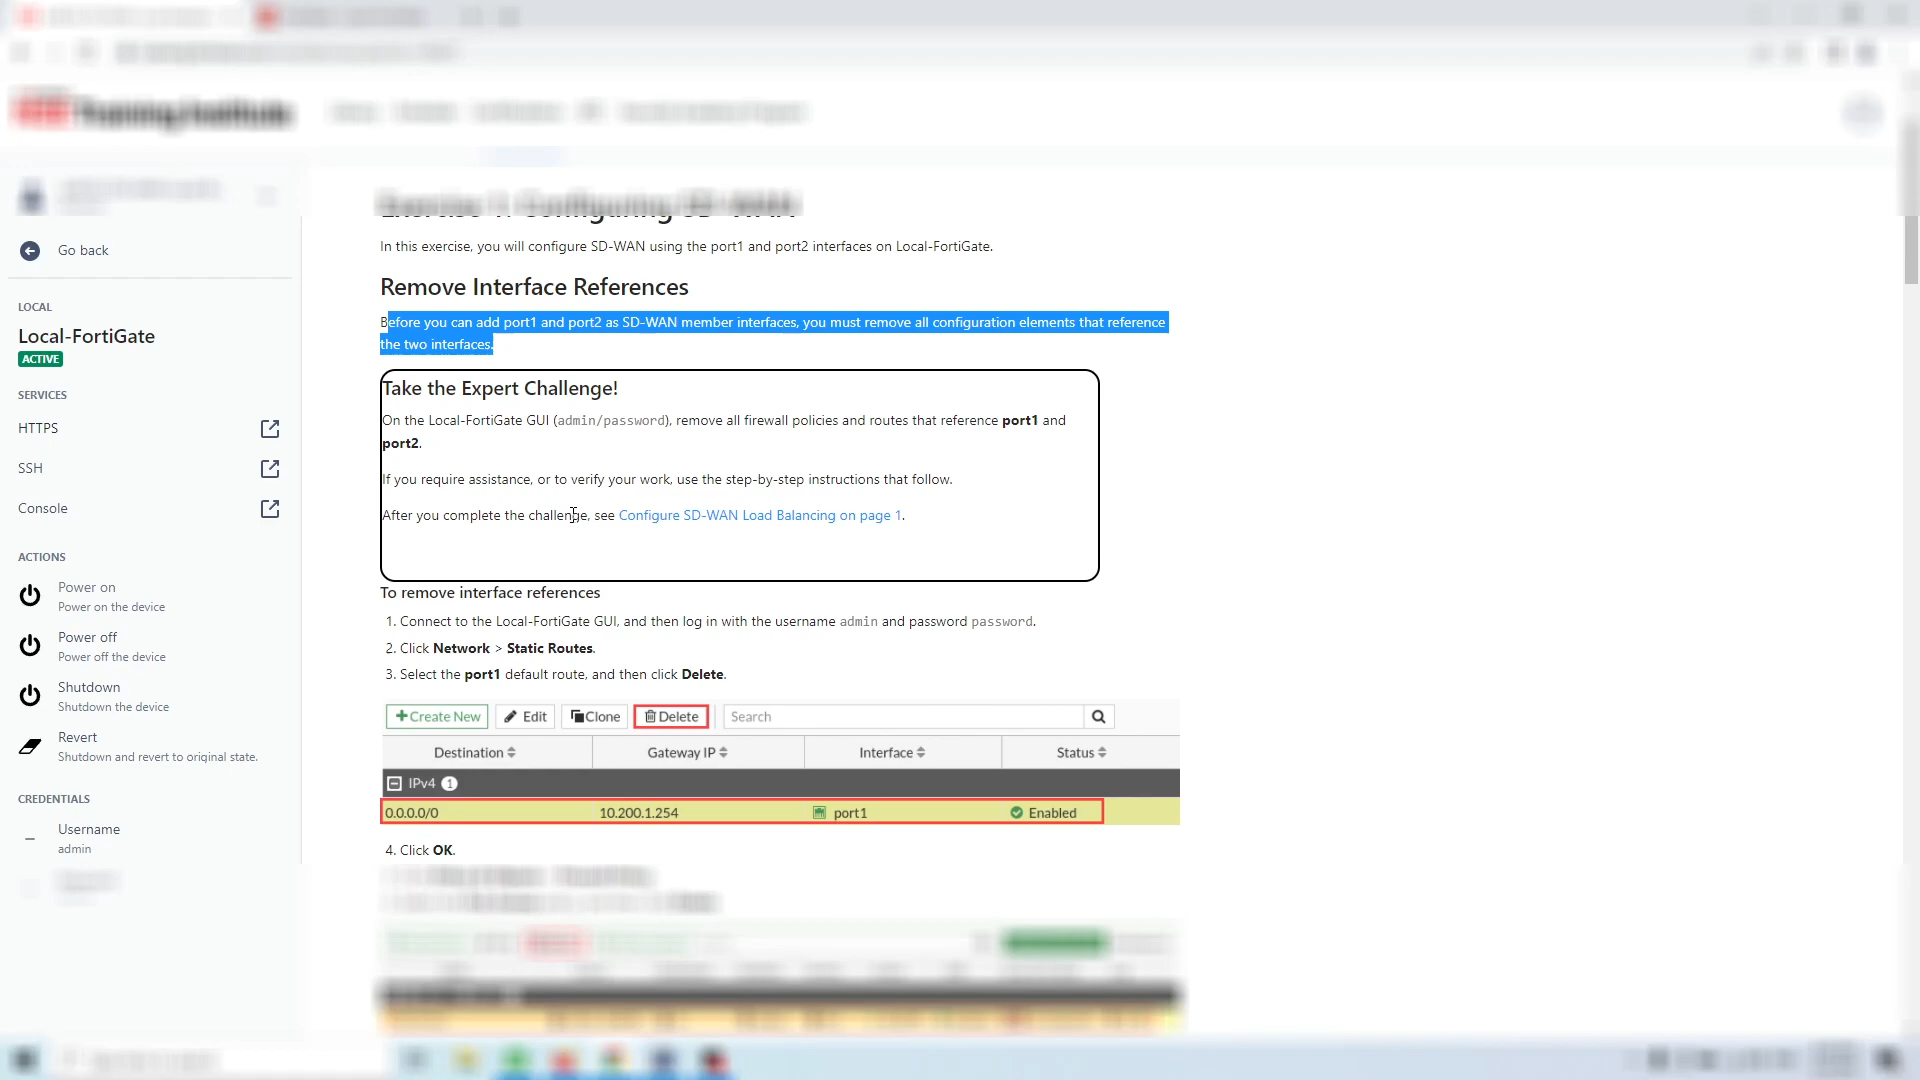 Training Institute
Exercise 1: Configuring SD-WAN
In this exercise, you will configure SD-WAN using the port1 and port2 interfaces on Local-FortiGate.
Go back
Remove Interface References
LOCAL
Local-FortiGate
ACTIVE
Before you can add port1 and port2 as SD-WAN member interfaces, you must remove all configuration elements that reference
the two interfaces.
SERVICES
HTTPS
SSH
Console
Take the Expert Challenge!
On the Local-FortiGate GUI (admin/password), remove all firewall policies and routes that reference port1 and
port2.
If you require assistance, or to verify your work, use the step-by-step instructions that follow.
After you complete the challenge, see Configure SD-WAN Load Balancing on page 1.
ACTIONS
Power on
Power on the device
Power off
Power off the device
Shutdown
Shutdown the device
Revert
Shutdown and revert to original state.
CREDENTIALS
Username
admin
To remove interface references
1. Connect to the Local-FortiGate GUI, and then log in with the username admin and password password.
2. Click Network > Static Routes.
3. Select the port1 default route, and then click Delete.
Create New Edit Clone Delete Search
Destination Gateway IP Interface Status
IPv4 1
0.0.0.0/0 10.200.1.254 port1 Enabled
4. Click OK.